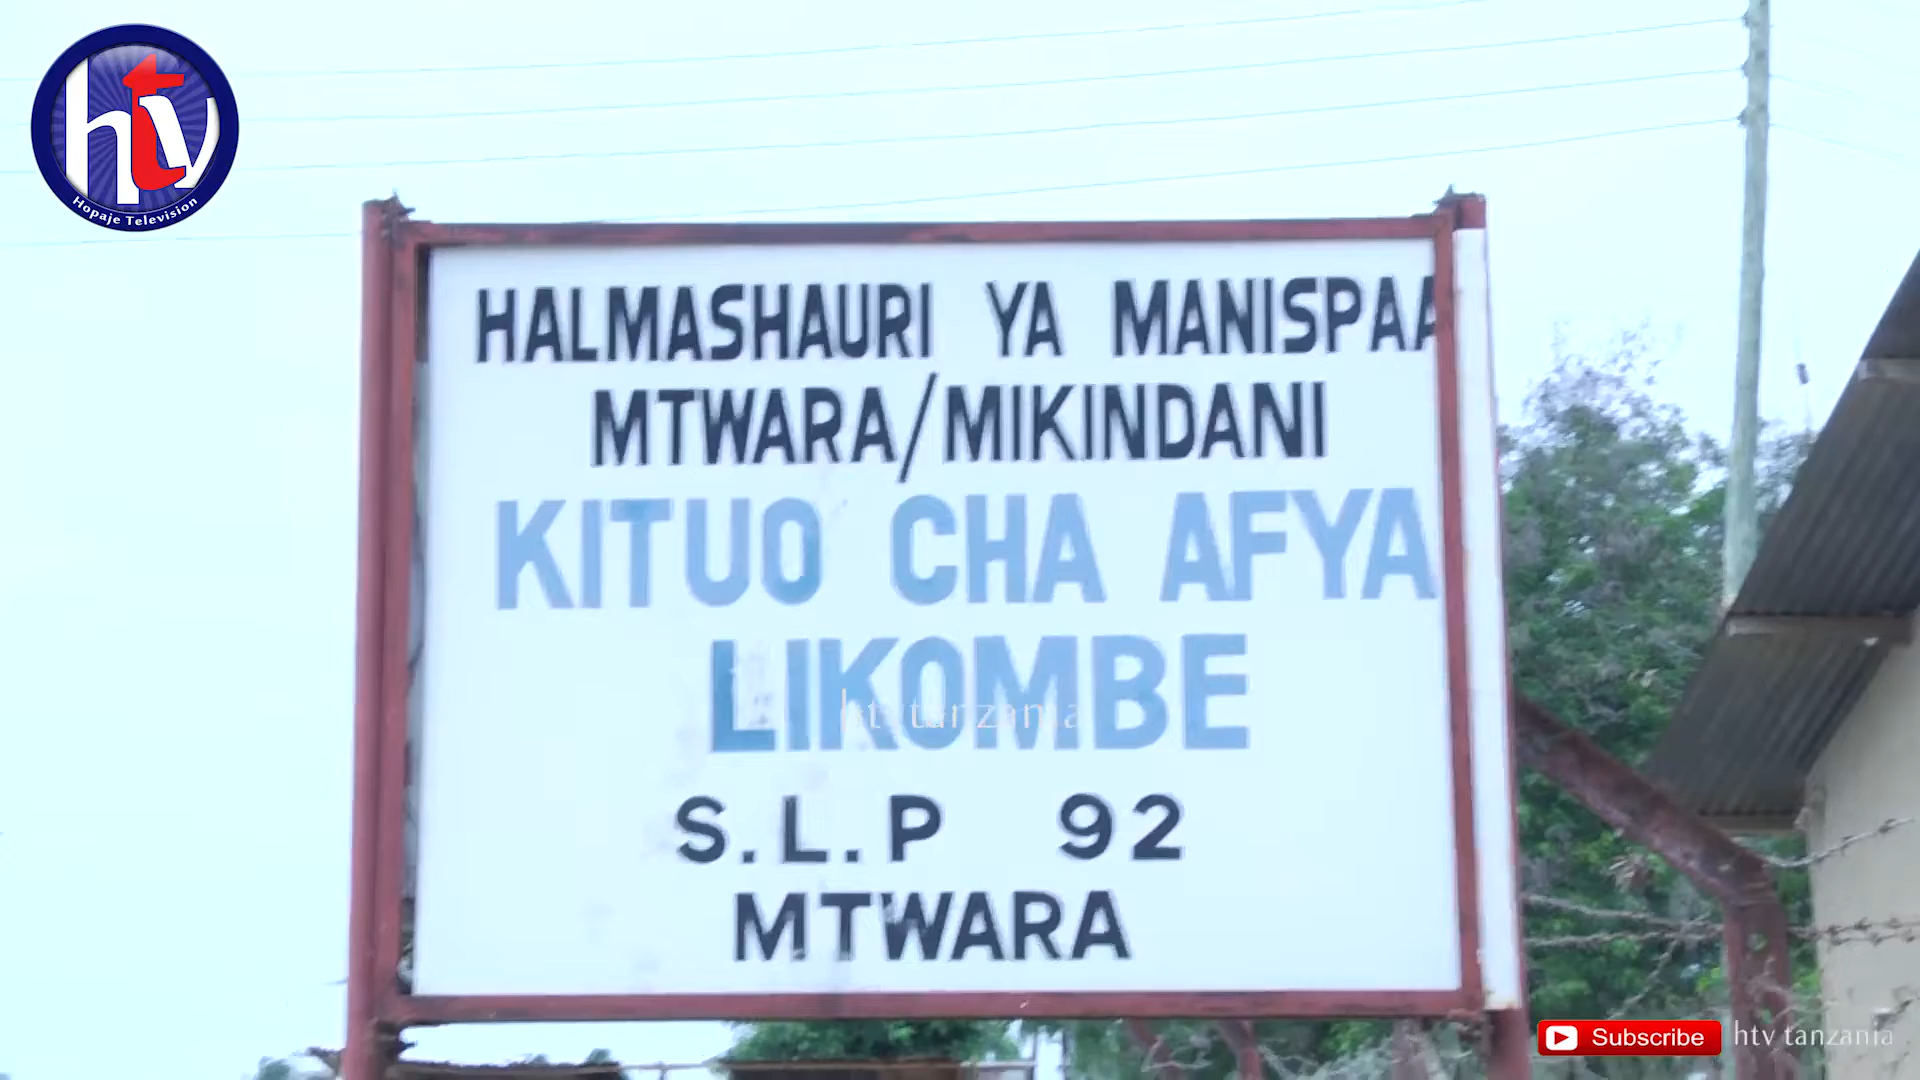 htv
Hopaje Television
HALMASHAURI YA MANISPAA
MTWARA/MIKINDANI
KITUO CHA AFYA
LIKOMBE
htv tanzania
S.L.P 92
MTWARA
Subscribe htv tanzania